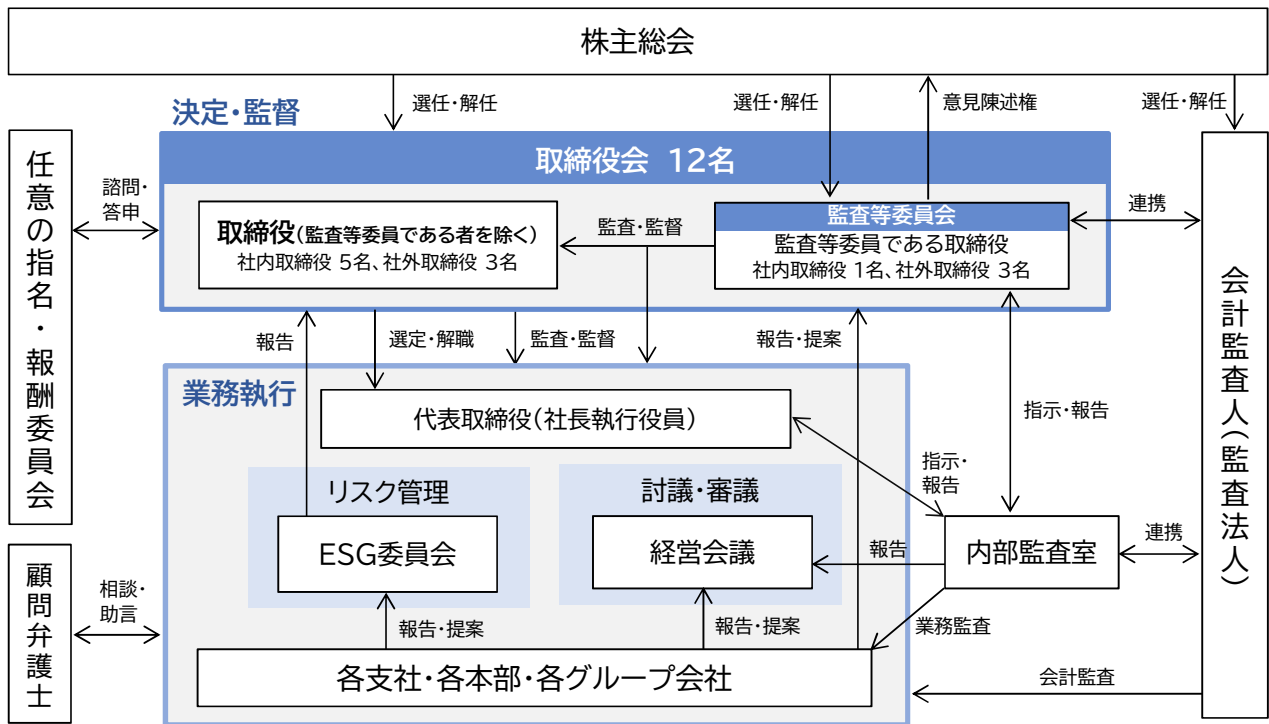 株主総会
選任・解任
選任・解任
意見陳述権
選任・解任
決定・監督
任意の指名・報酬委員会
諮問・
答申
取締役会 12名
取締役(監査等委員である者を除く)
社内取締役 5名、社外取締役 3名
監査・監督
監査等委員会
監査等委員である取締役
社内取締役 1名、社外取締役 3名
連携
会計監査人(監査法人)
報告
選定・解職
監査・監督
報告・提案
指示・報告
業務執行
代表取締役(社長執行役員)
指示・
報告
リスク管理
ESG委員会
討議・審議
経営会議
報告
内部監査室
連携
顧問弁護士
相談・
助言
報告・提案
報告・提案
業務監査
各支社・各本部・各グループ会社
会計監査